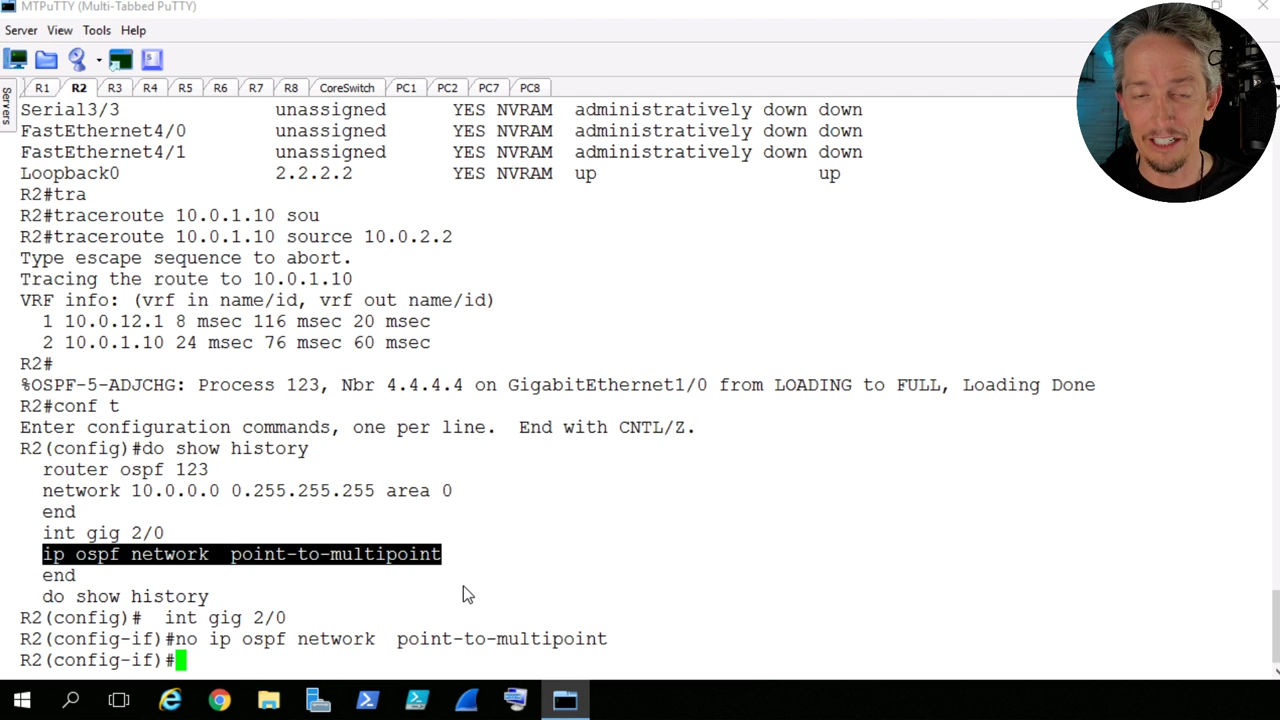 MTPuTTY (Multi-Tabbed PuTTY)
Server View Tools Help
R1 R2 R3 R4 R5 R6 R7 R8 CoreSwitch PC1 PC2 PC7 PC8
Servers
Serial3/3 unassigned YES NVRAM administratively down down
FastEthernet4/0 unassigned YES NVRAM administratively down down
FastEthernet4/1 unassigned YES NVRAM administratively down down
Loopback0 2.2.2.2 YES NVRAM up up
R2#tra
R2#traceroute 10.0.1.10 sou
R2#traceroute 10.0.1.10 source 10.0.2.2
Type escape sequence to abort.
Tracing the route to 10.0.1.10
VRF info: (vrf in name/id, vrf out name/id)
1 10.0.12.1 8 msec 116 msec 20 msec
2 10.0.1.10 24 msec 76 msec 60 msec
R2#
%OSPF-5-ADJCHG: Process 123, Nbr 4.4.4.4 on GigabitEthernet1/0 from LOADING to FULL, Loading Done
R2#conf t
Enter configuration commands, one per line. End with CNTL/Z.
R2(config)#do show history
router ospf 123
network 10.0.0.0 0.255.255.255 area 0
end
int gig 2/0
ip ospf network point-to-multipoint
end
do show history
R2(config)# int gig 2/0
R2(config-if)#no ip ospf network point-to-multipoint
R2(config-if)#